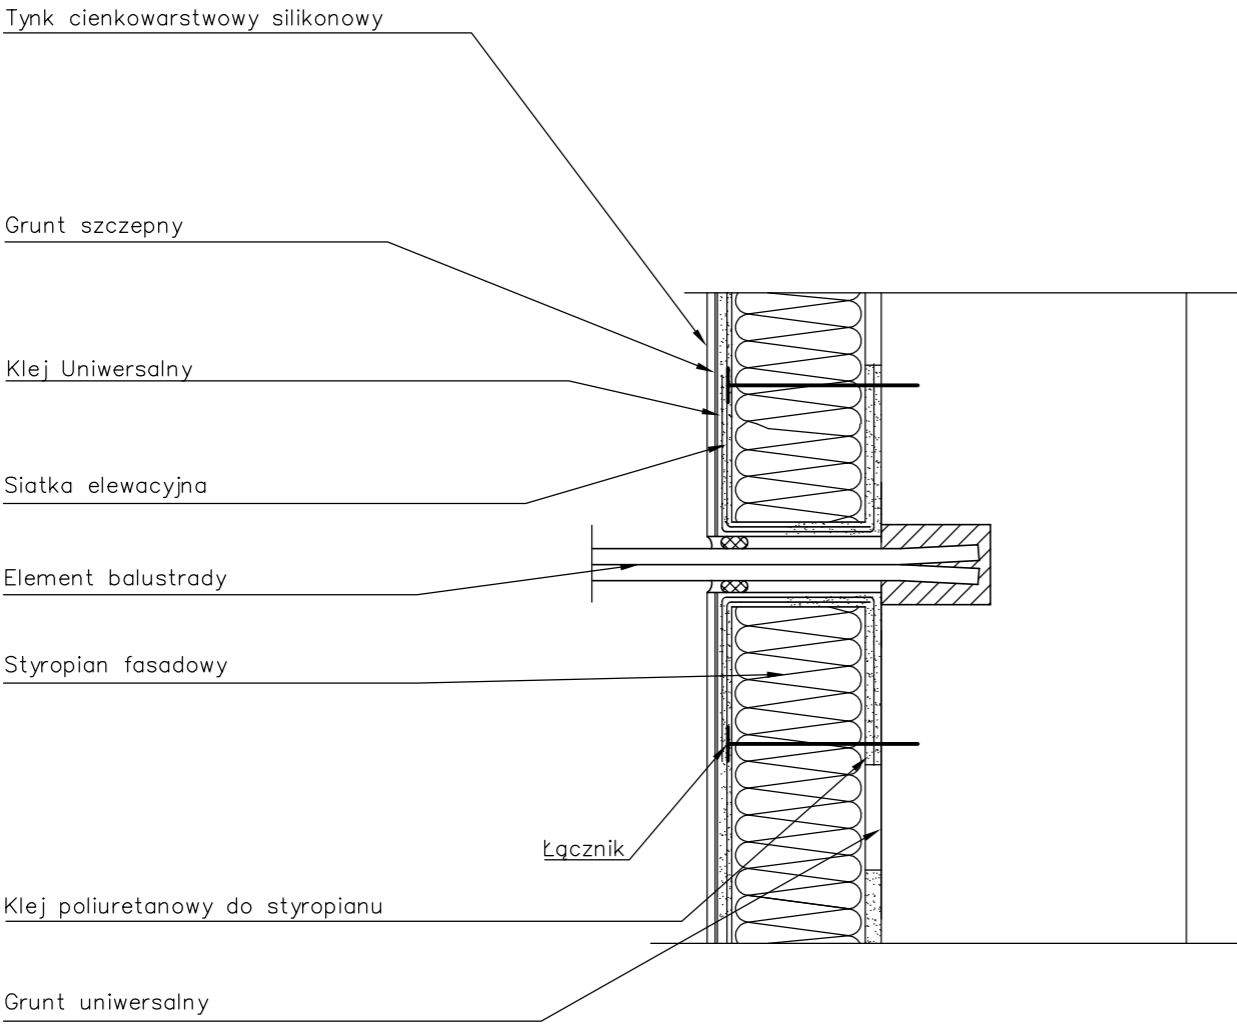 Tynk cienkowarstwowy silikonowy
Grunt szczepny
Klej Uniwersalny
Siatka elewacyjna
Element balustrady
Styropian fasadowy
Łącznik
Klej poliuretanowy do styropianu
Grunt uniwersalny